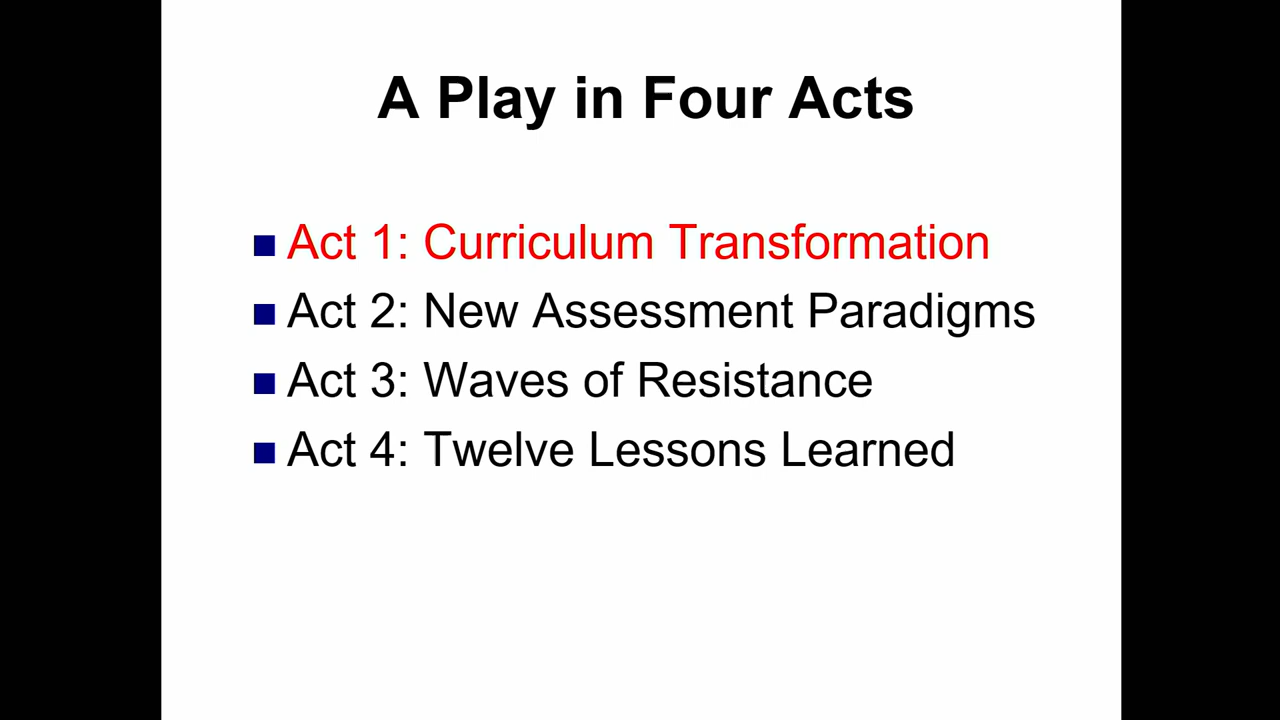 A Play in Four Acts
Act 1: Curriculum Transformation
Act 2: New Assessment Paradigms
Act 3: Waves of Resistance
Act 4: Twelve Lessons Learned